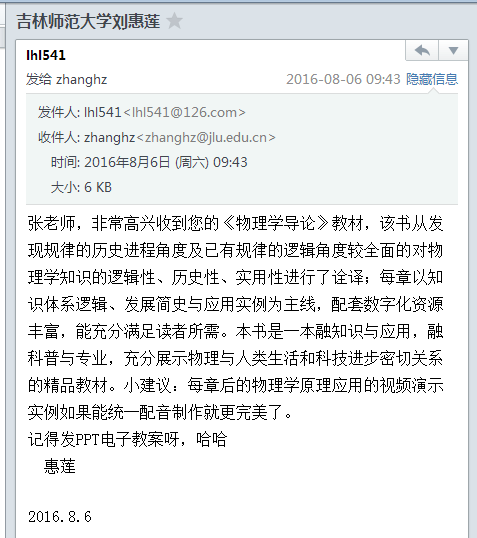 吉林师范大学刘惠莲
lhl541
发给 zhanghz 2016-08-06 09:43 隐藏信息
发件人: lhl541<lhl541@126.com>
收件人: zhanghz<zhanghz@jlu.edu.cn>
时间: 2016年8月6日 (周六) 09:43
大小: 6 KB
张老师，非常高兴收到您的《物理学导论》教材，该书从发
现规律的历史进程角度及已有规律的逻辑角度较全面的对物
理学知识的逻辑性、历史性、实用性进行了诠译；每章以知
识体系逻辑、发展简史与应用实例为主线，配套数字化资源
丰富，能充分满足读者所需。本书是一本融知识与应用，融
科普与专业，充分展示物理与人类生活和科技进步密切关系
的精品教材。小建议：每章后的物理学原理应用的视频演示
实例如果能统一配音制作就更完美了。
记得发PPT电子教案呀，哈哈
惠莲
2016.8.6